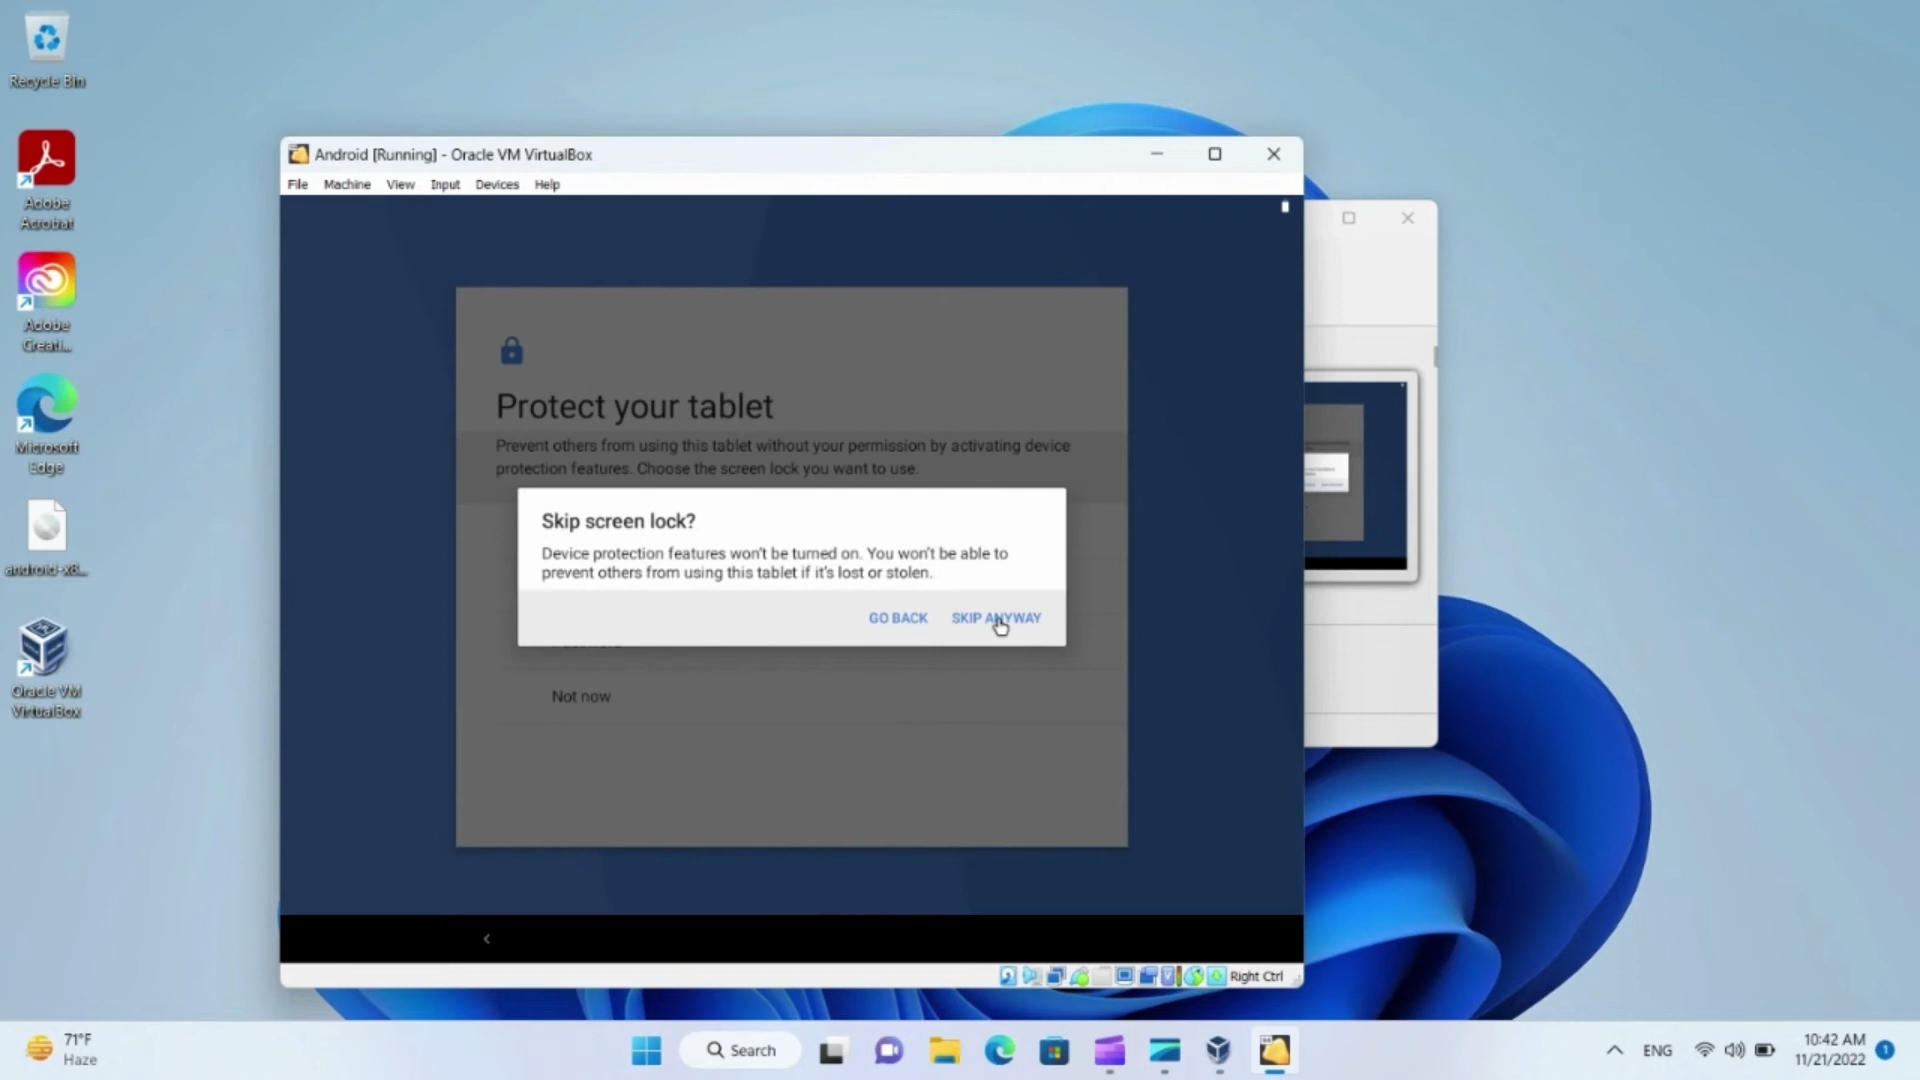 Recycle Bin
Adobe
Acrobat
Adobe
Creati...
Microsoft
Edge
android-x8...
Oracle VM
VirtualBox
Android [Running] - Oracle VM VirtualBox
File Machine View Input Devices Help
Protect your tablet
Prevent others from using this tablet without your permission by activating device
protection features. Choose the screen lock you want to use.
Skip screen lock?
Device protection features won't be turned on. You won't be able to
prevent others from using this tablet if it's lost or stolen.
GO BACK SKIP ANYWAY
Not now
Right Ctrl
71°F
Haze
Search
ENG
10:42 AM
11/21/2022
1